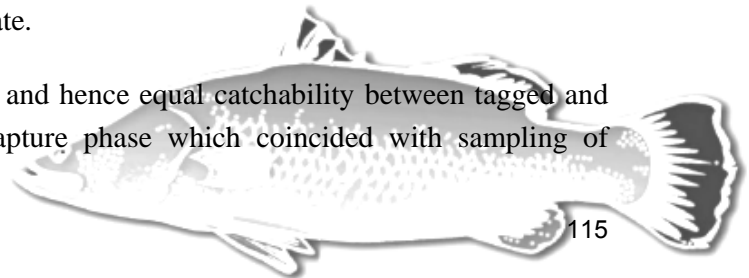 ate.
and hence equal catchability between tagged and
apture phase which coincided with sampling of
115